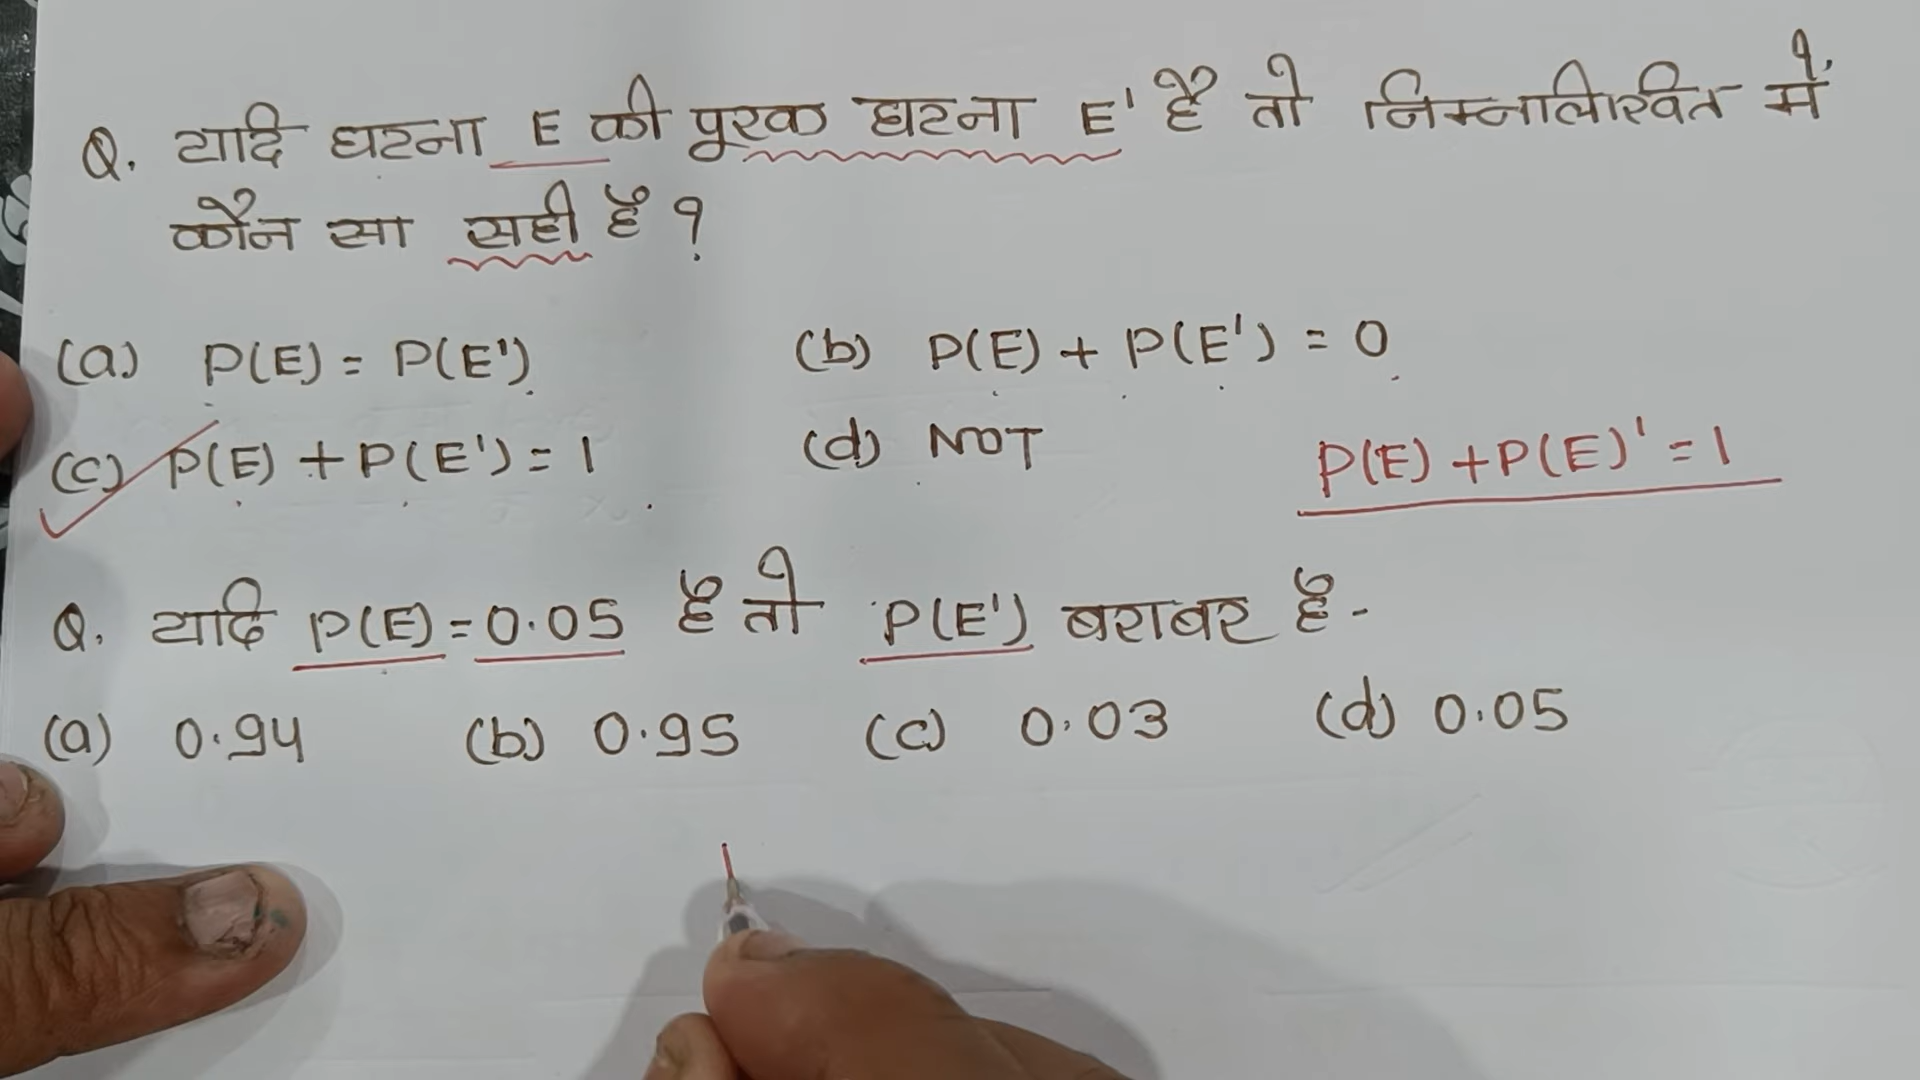 Q. यदि घटना E की पूरक घटना E' है तो निम्नलिखित में
कौन सा सही है ?
(a) P(E) = P(E')
(b) P(E) + P(E') = 0
(c) P(E) + P(E') = 1
(d) NOT
P(E) + P(E)' = 1
Q. यदि P(E) = 0.05 है तो P(E') बराबर है -
(a) 0.94 (b) 0.95 (c) 0.03 (d) 0.05